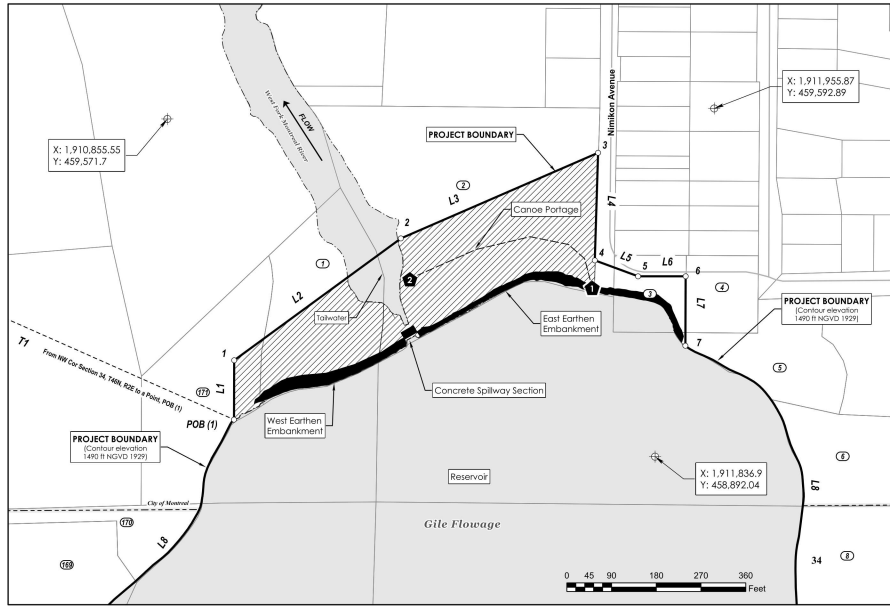 X: 1,910,855.55
Y: 459,571.7
X: 1,911,955.87
Y: 459,592.89
West Fork Montreal River
FLOW
PROJECT BOUNDARY
Nimikon Avenue
3
2
L3
Canoe Portage
L4
2
1
4
L5
5
L6
6
2
L2
Tailwater
1
3
4
L7
PROJECT BOUNDARY
(Contour elevation
1490 ft NGVD 1929)
East Earthen
Embankment
7
T1
From NW Cor Section 34, T46N, R2E to a Point, POB (1)
1
L1
171
POB (1)
Concrete Spillway Section
5
West Earthen
Embankment
PROJECT BOUNDARY
(Contour elevation
1490 ft NGVD 1929)
Reservoir
X: 1,911,836.9
Y: 458,892.04
6
L8
City of Montreal
170
Gile Flowage
169
L8
34
8
0 45 90 180 270 360
Feet